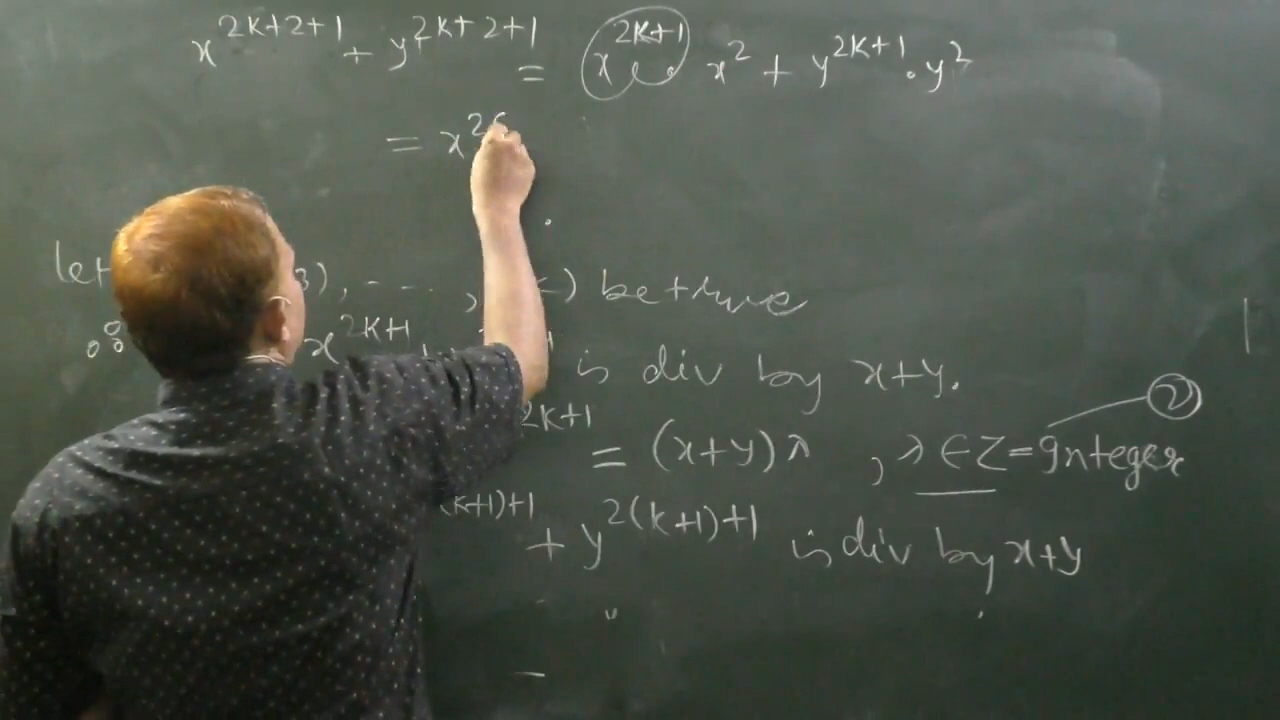 x^{2k+2+1} + y^{2k+2+1} = x^{2k+1} x^2 + y^{2k+1} · y^2
= x^2
let 3), - - - , ) be true
∴ x^{2k+1} is div by x+y.
2k+1 = (x+y)λ , λ ∈ Z = Integer ②
(k+1)+1 + y^{2(k+1)+1} is div by x+y